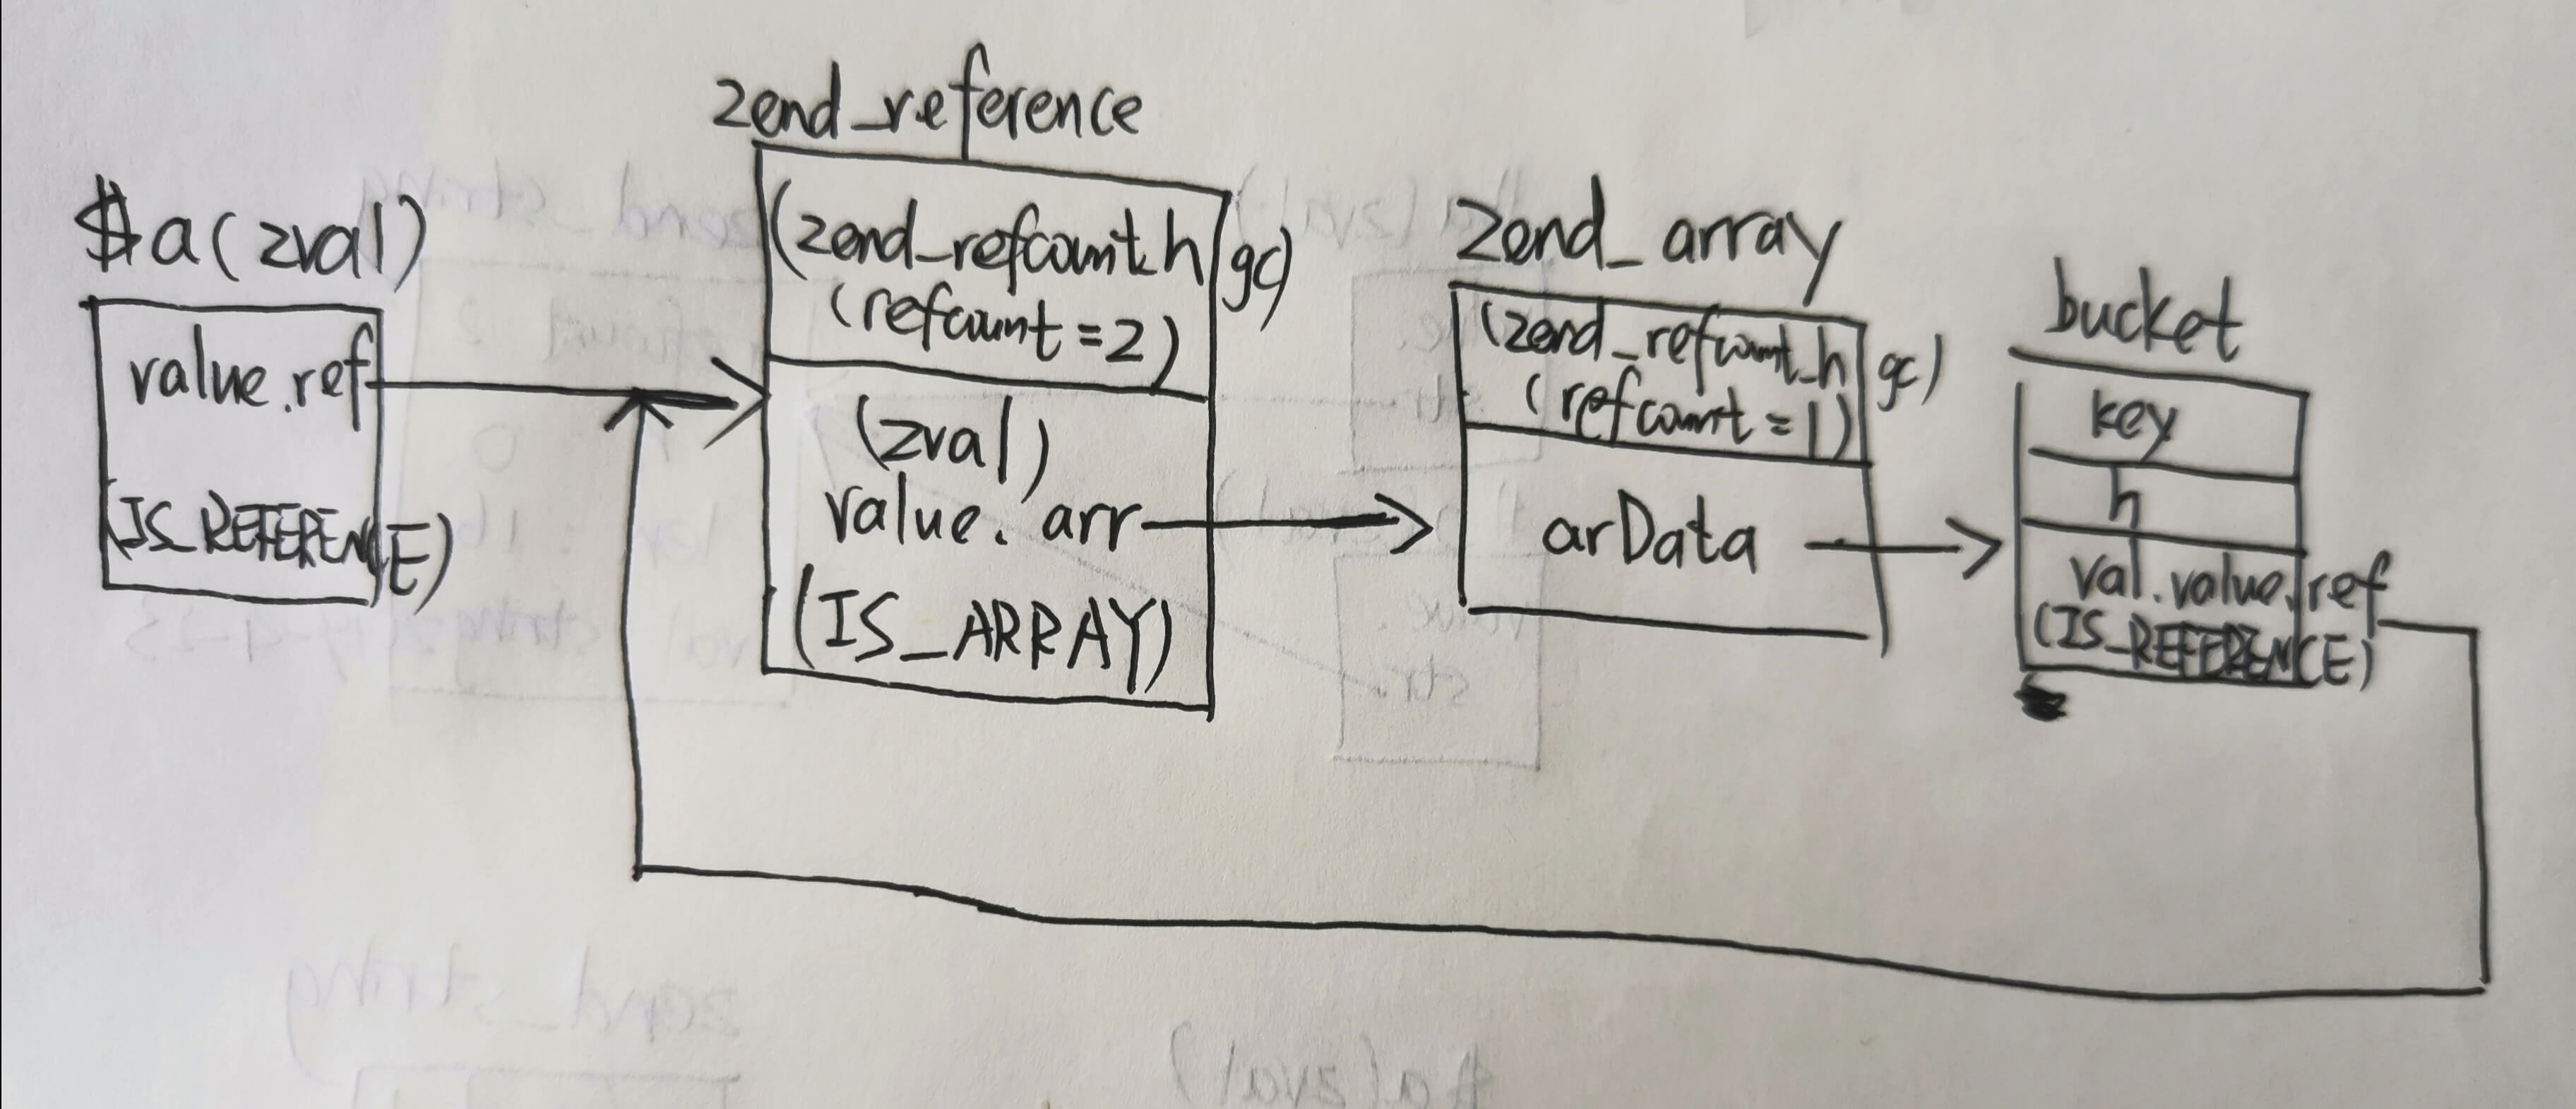 $a(zval)
value.ref
(IS_REFERENCE)
zend_reference
(zend_refcount_h gc)
(refcount=2)
(zval)
value. arr
(IS_ARRAY)
zend_array
(zend_refcount_h gc)
(refcount=1)
arData
bucket
key
h
val.value.ref
(IS_REFERENCE)